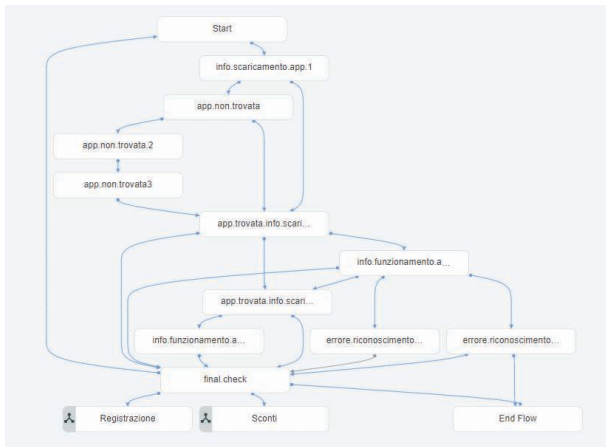 Start
info.scaricamento.app.1
app.non.trovata
app.non.trovata.2
app.non.trovata3
app.trovata.info.scari...
info.funzionamento.a...
app.trovata.info.scari...
info.funzionamento.a...
errore.riconoscimento...
errore.riconoscimento...
final.check
Registrazione
Sconti
End Flow